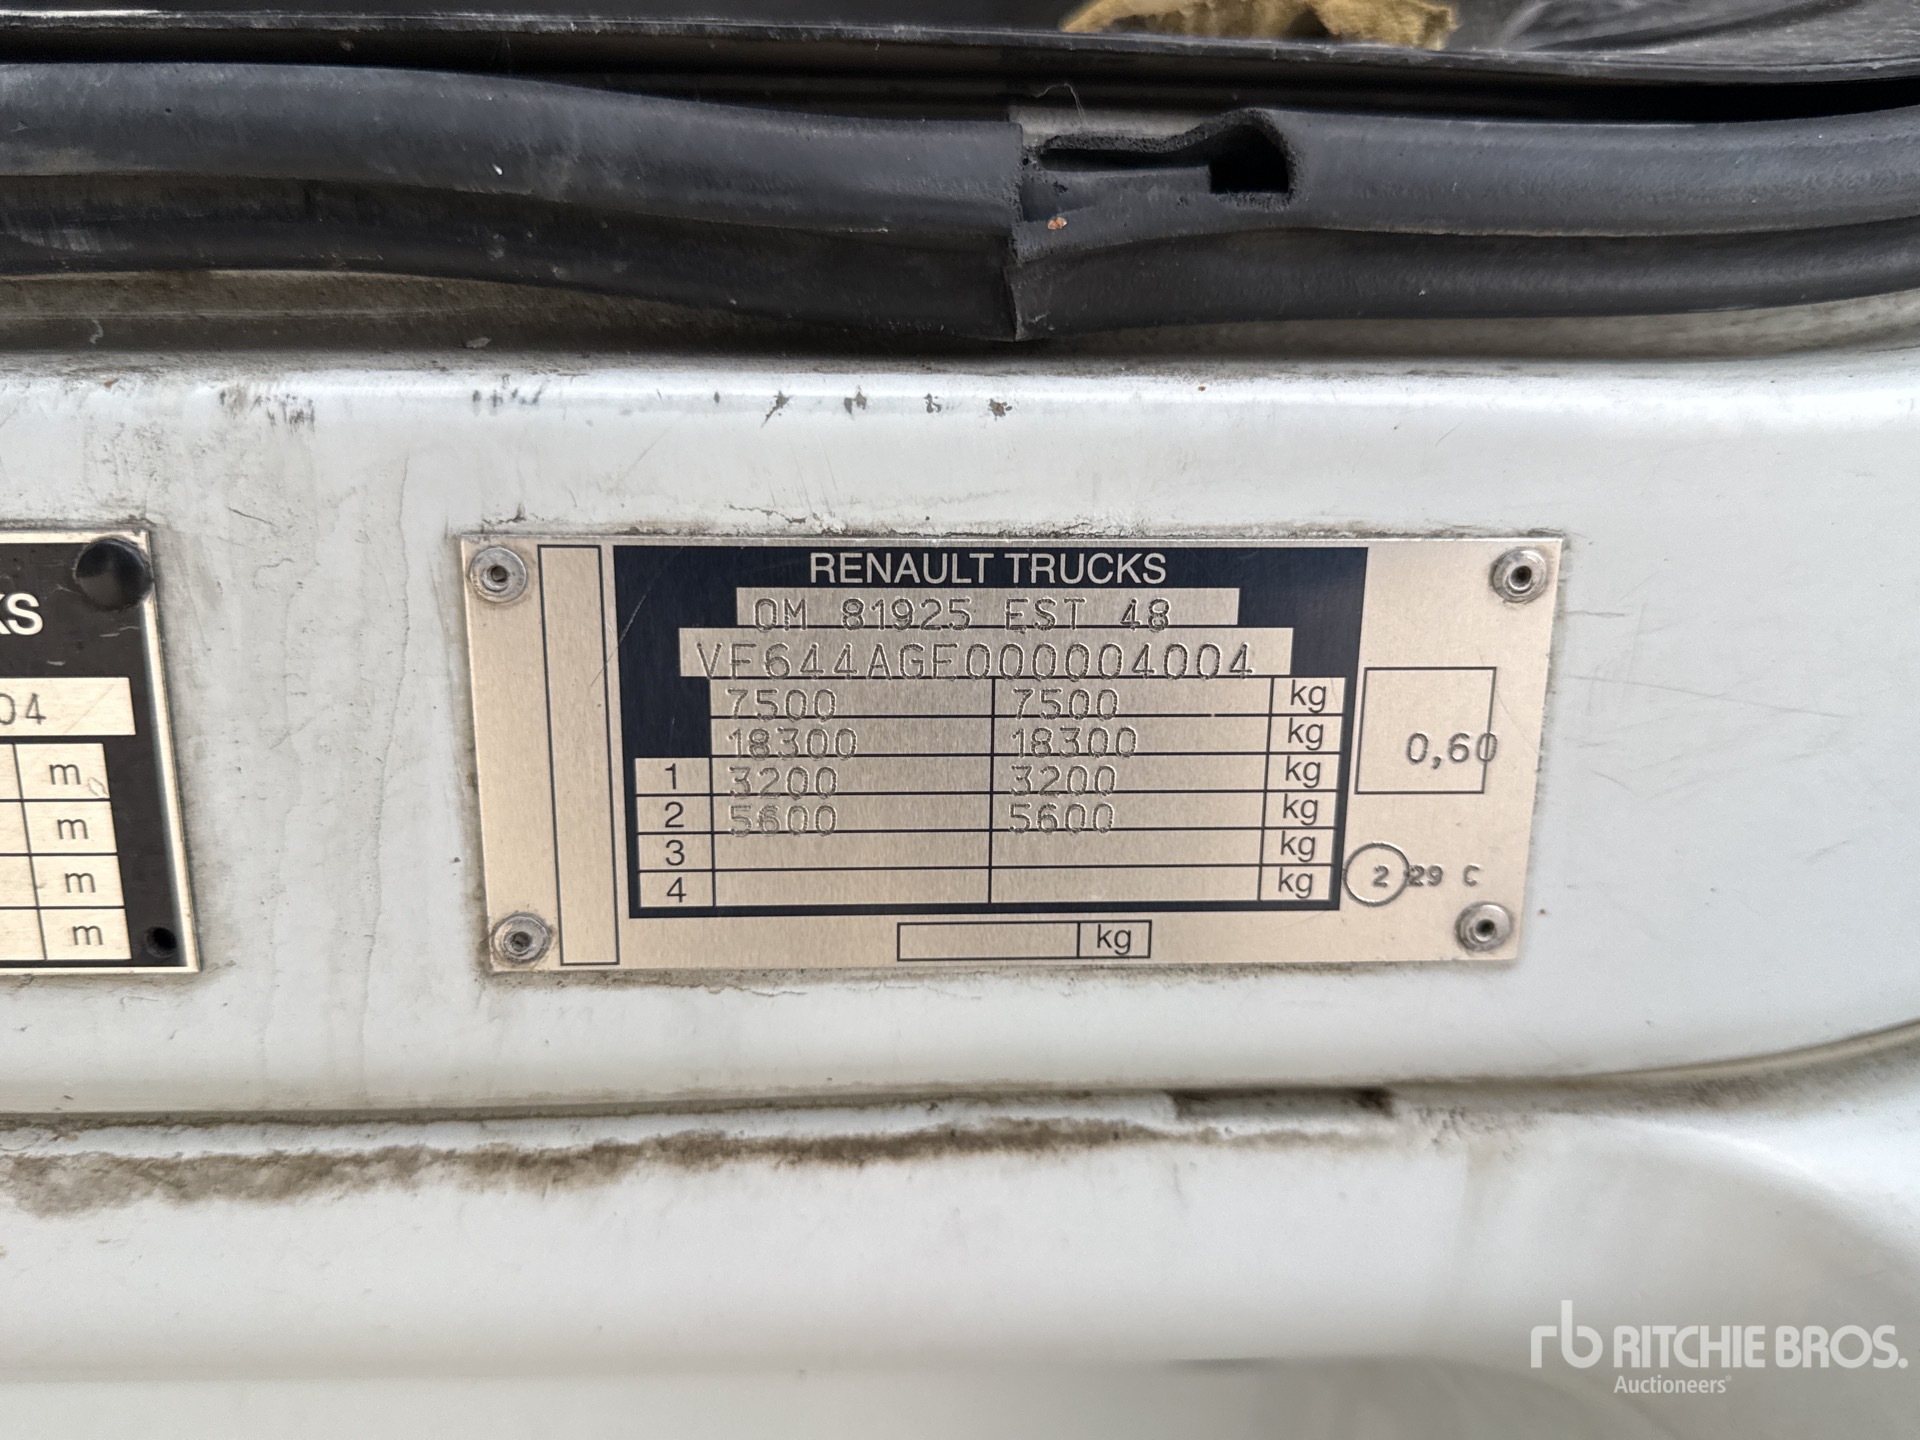 KS
04
m
m
m
m
RENAULT TRUCKS
OM 81925 EST 48
VF644AGE000004004
7500 7500 kg
18300 18300 kg
1 3200 3200 kg
2 5600 5600 kg
3 kg
4 kg
kg
0,60
2 29 C
rb RITCHIE BROS.
Auctioneers